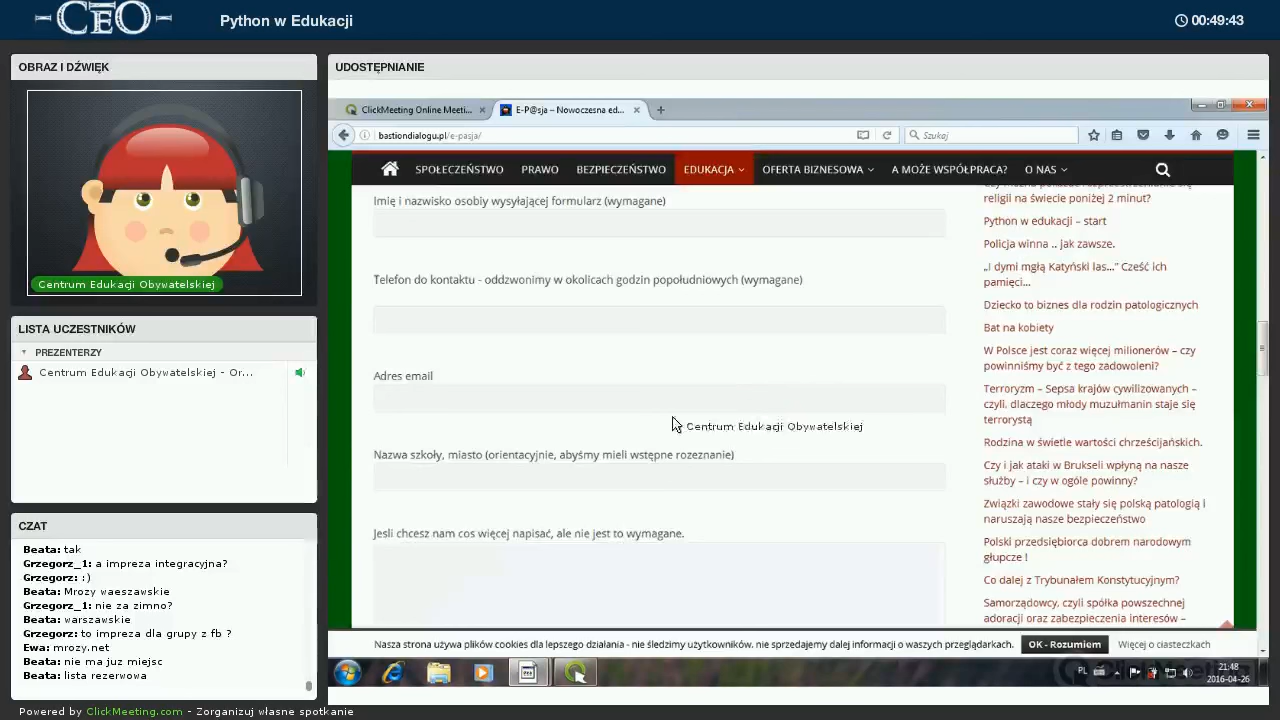 CEO
Python w Edukacji
00:49:43
OBRAZ I DŹWIĘK
Centrum Edukacji Obywatelskiej
LISTA UCZESTNIKÓW
PREZENTERZY
Centrum Edukacji Obywatelskiej - Or...
CZAT
Beata: tak
Grzegorz_1: a impreza integracyjna?
Grzegorz: :)
Beata: Mrozy waeszawskie
Grzegorz_1: nie za zimno?
Beata: warszawskie
Grzegorz: to impreza dla grupy z fb ?
Ewa: mrozy.net
Beata: nie ma juz miejsc
Beata: lista rezerwowa
UDOSTĘPNIANIE
ClickMeeting Online Meeti...
E-P@sja – Nowoczesna ed...
bastiondialogu.pl/e-pasja/
Szukaj
SPOŁECZEŃSTWO PRAWO BEZPIECZEŃSTWO EDUKACJA OFERTA BIZNESOWA A MOŻE WSPÓŁPRACA? O NAS
Imię i nazwisko osobiy wysyłającej formularz (wymagane)
Telefon do kontaktu - oddzwonimy w okolicach godzin popołudniowych (wymagane)
Adres email
Centrum Edukacji Obywatelskiej
Nazwa szkoły, miasto (orientacyjnie, abyśmy mieli wstępne rozeznanie)
Jesli chcesz nam cos więcej napisać, ale nie jest to wymagane.
religii na świecie poniżej 2 minut?
Python w edukacji – start
Policja winna .. jak zawsze.
„I dymi mgłą Katyński las...” Cześć ich
pamięci...
Dziecko to biznes dla rodzin patologicznych
Bat na kobiety
W Polsce jest coraz więcej milionerów – czy
powinniśmy być z tego zadowoleni?
Terroryzm – Sepsa krajów cywilizowanych –
czyli, dlaczego młody muzułmanin staje się
terrorystą
Rodzina w świetle wartości chrześcijańskich.
Czy i jak ataki w Brukseli wpłyną na nasze
służby – i czy w ogóle powinny?
Związki zawodowe stały się polską patologią i
naruszają nasze bezpieczeństwo
Polski przedsiębiorca dobrem narodowym
głupcze !
Co dalej z Trybunałem Konstytucyjnym?
Samorządowcy, czyli spółka powszechnej
adoracji oraz zabezpieczenia interesów –
Nasza strona używa plików cookies dla lepszego działania - nie śledzimy użytkowników, nie sprzedajemy dalej informacji o waszych przeglądarkach.
OK - Rozumiem
Więcej o ciasteczkach
PL
21:48
2016-04-26
Powered by ClickMeeting.com - Zorganizuj własne spotkanie